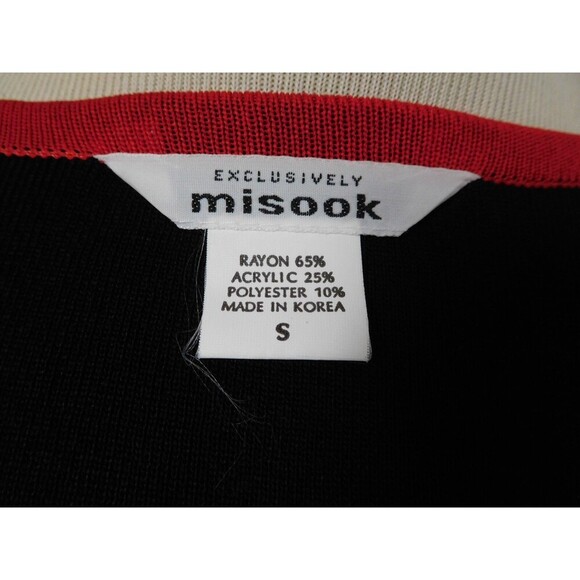 EXCLUSIVELY
misook
RAYON 65%
ACRYLIC 25%
POLYESTER 10%
MADE IN KOREA
S